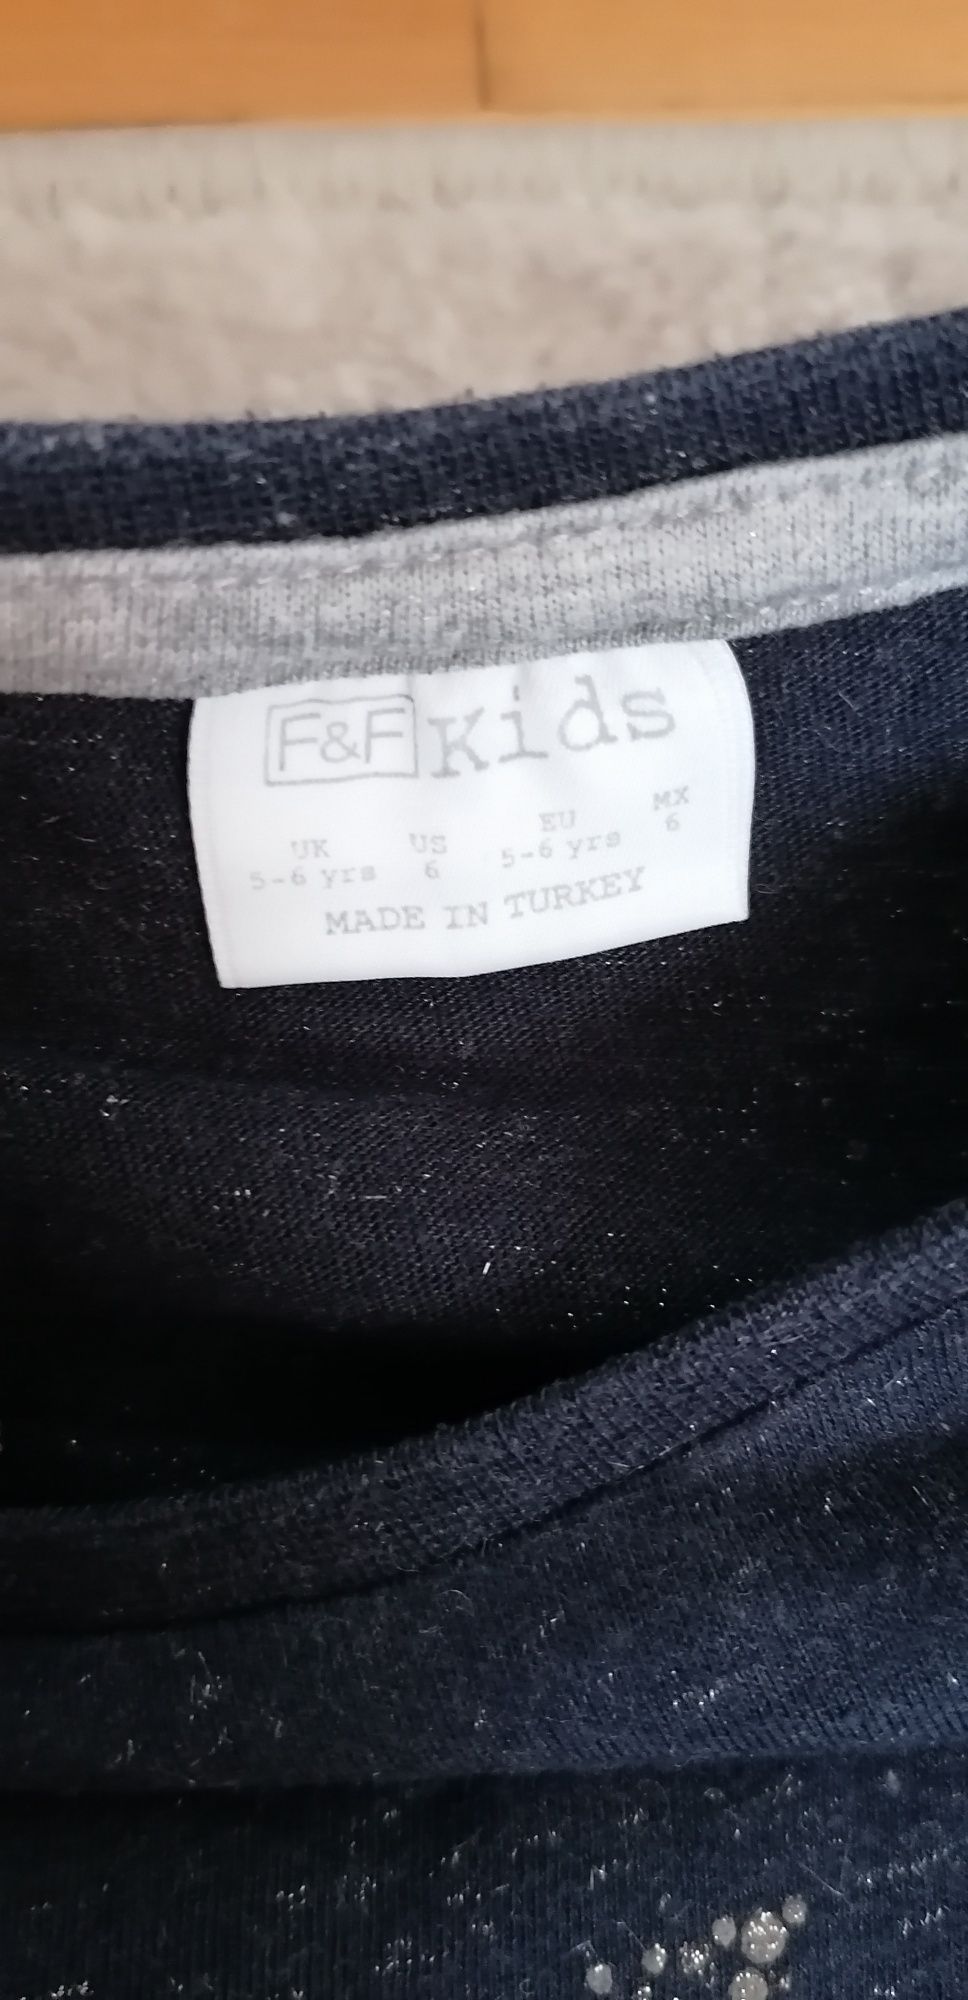 F&F Kids
UK US EU MX
5-6 yrs 6 5-6 yrs 6
MADE IN TURKEY